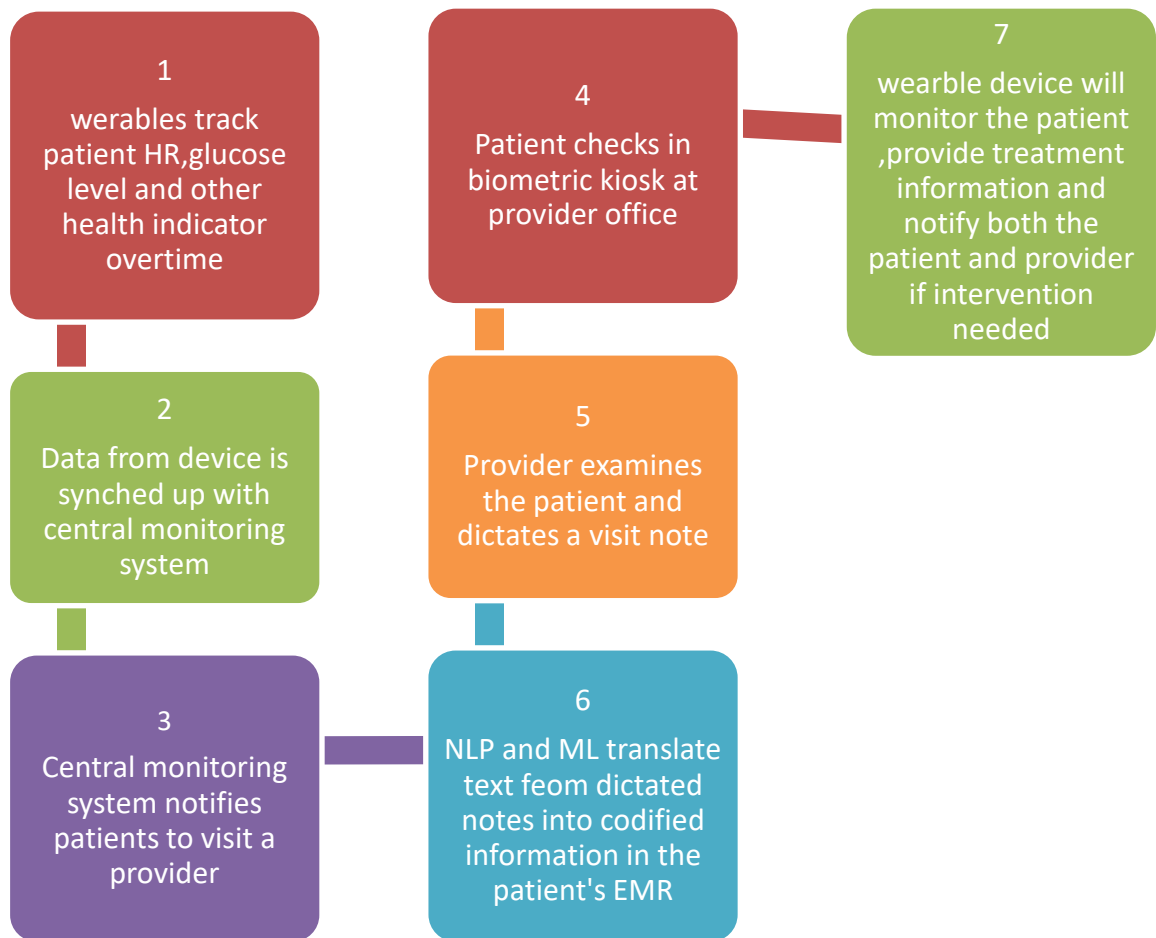 1
werables track
patient HR,glucose
level and other
health indicator
overtime
2
Data from device is
synched up with
central monitoring
system
3
Central monitoring
system notifies
patients to visit a
provider
4
Patient checks in
biometric kiosk at
provider office
5
Provider examines
the patient and
dictates a visit note
6
NLP and ML translate
text feom dictated
notes into codified
information in the
patient's EMR
7
wearble device will
monitor the patient
,provide treatment
information and
notify both the
patient and provider
if intervention
needed